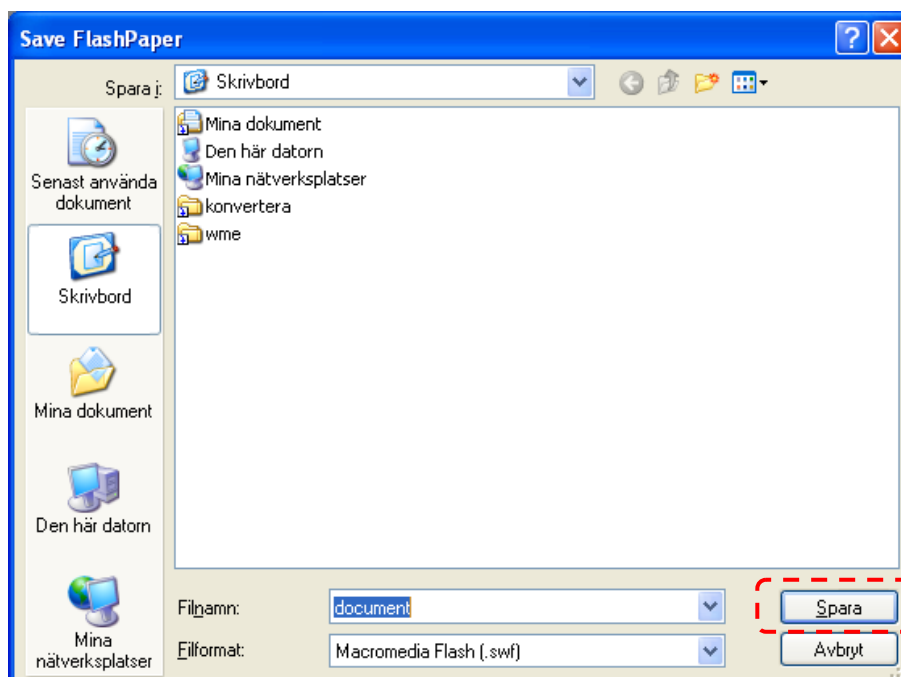 Save FlashPaper
Spara i:
Skrivbord
Senast använda
dokument
Skrivbord
Mina dokument
Den här datorn
Mina
nätverksplatser
Mina dokument
Den här datorn
Mina nätverksplatser
konvertera
wme
Filnamn:
document
Spara
Filformat:
Macromedia Flash (.swf)
Avbryt